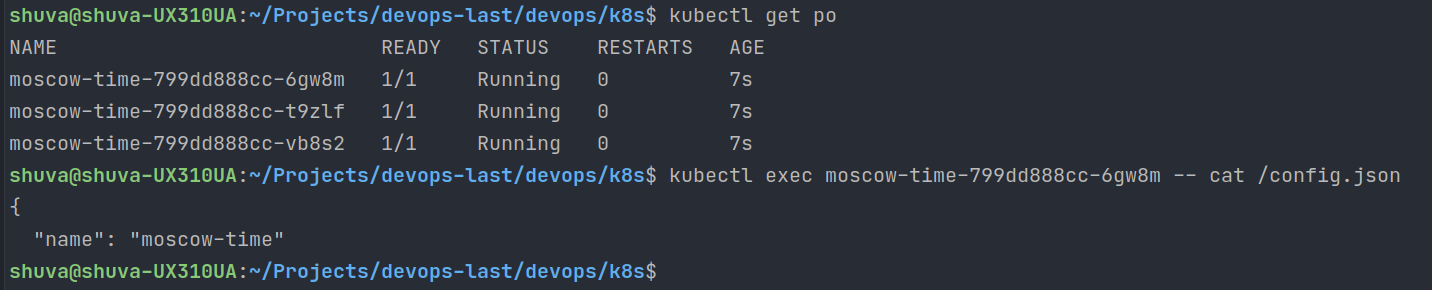 shuva@shuva-UX310UA:~/Projects/devops-last/devops/k8s$ kubectl get po
NAME                           READY   STATUS    RESTARTS   AGE
moscow-time-799dd888cc-6gw8m   1/1     Running   0          7s
moscow-time-799dd888cc-t9zlf   1/1     Running   0          7s
moscow-time-799dd888cc-vb8s2   1/1     Running   0          7s
shuva@shuva-UX310UA:~/Projects/devops-last/devops/k8s$ kubectl exec moscow-time-799dd888cc-6gw8m -- cat /config.json
{
  "name": "moscow-time"
shuva@shuva-UX310UA:~/Projects/devops-last/devops/k8s$